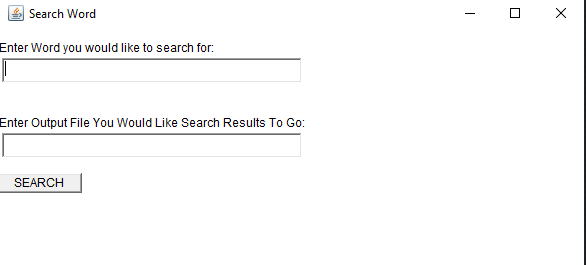 Search Word
Enter Word you would like to search for:
Enter Output File You Would Like Search Results To Go:
SEARCH